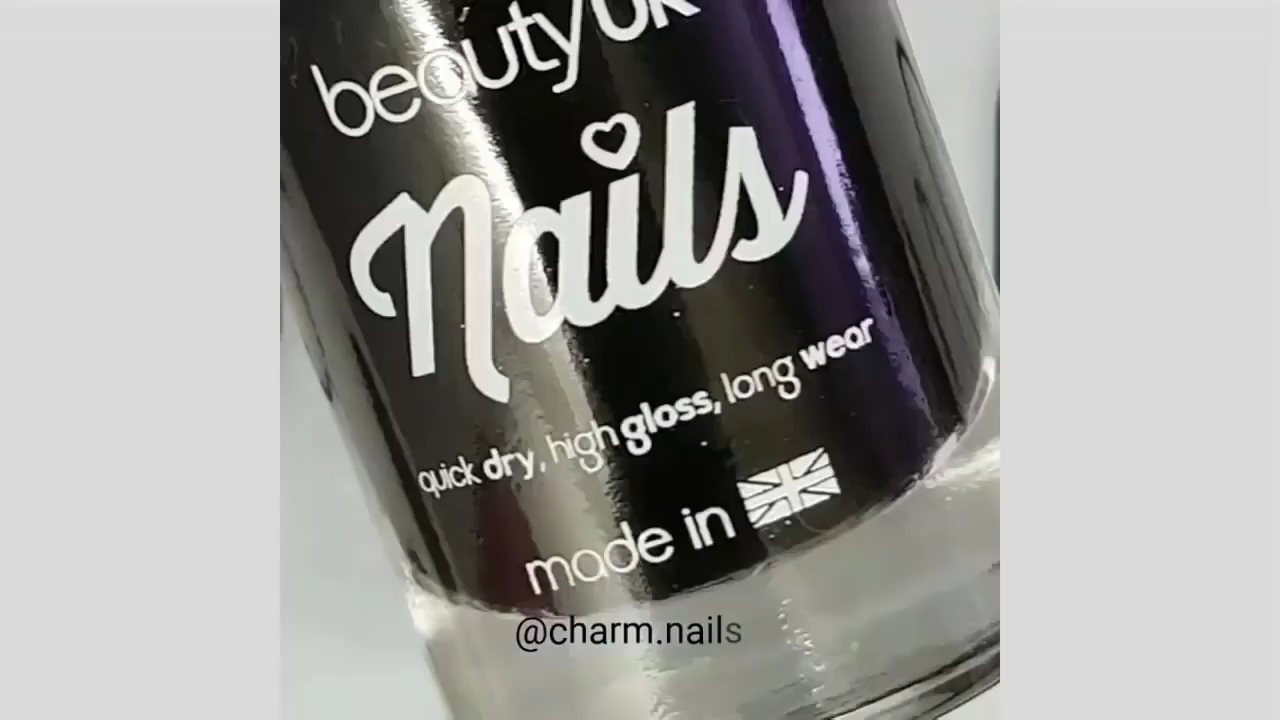 beautyUK
Nails
quick dry, high gloss, long wear
made in
@charm.nails